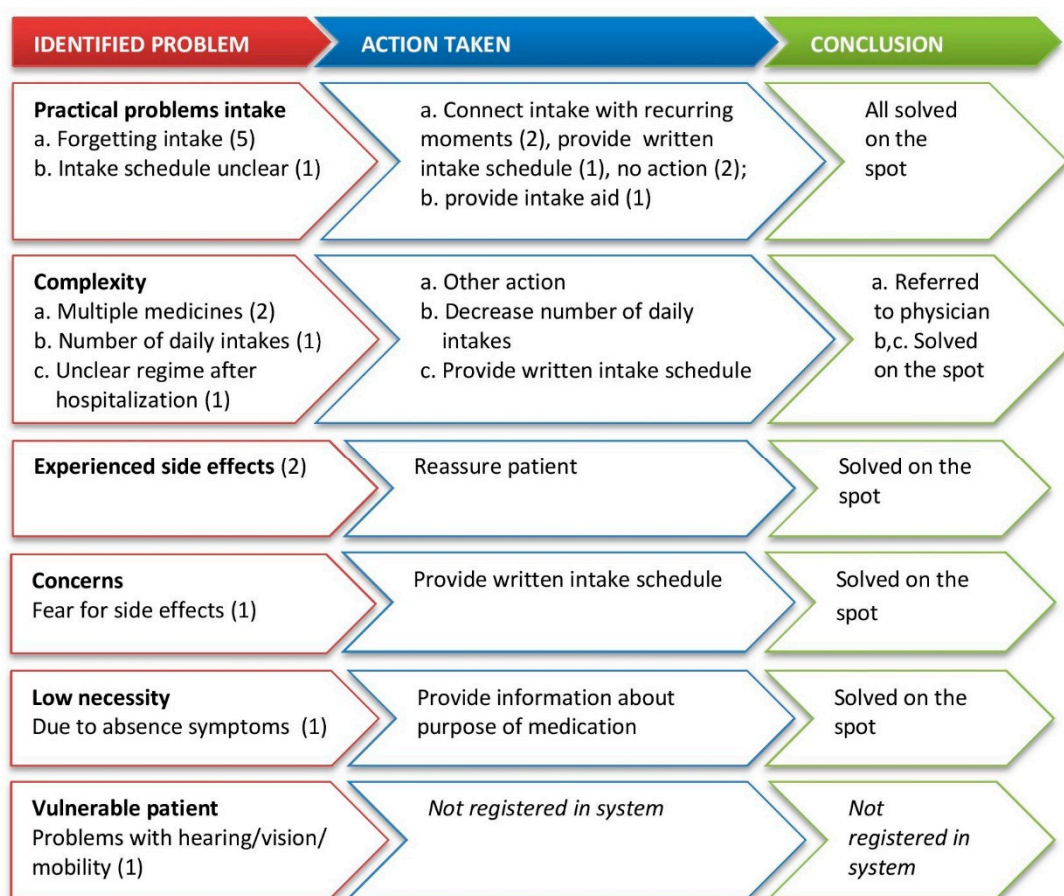 IDENTIFIED PROBLEM
ACTION TAKEN
CONCLUSION
Practical problems intake
a. Forgetting intake (5)
b. Intake schedule unclear (1)
a. Connect intake with recurring
moments (2), provide written
intake schedule (1), no action (2);
b. provide intake aid (1)
All solved
on the
spot
Complexity
a. Multiple medicines (2)
b. Number of daily intakes (1)
c. Unclear regime after
hospitalization (1)
a. Other action
b. Decrease number of daily
intakes
c. Provide written intake schedule
a. Referred
to physician
b,c. Solved
on the spot
Experienced side effects (2)
Reassure patient
Solved on the
spot
Concerns
Fear for side effects (1)
Provide written intake schedule
Solved on the
spot
Low necessity
Due to absence symptoms (1)
Provide information about
purpose of medication
Solved on the
spot
Vulnerable patient
Problems with hearing/vision/
mobility (1)
Not registered in system
Not
registered in
system